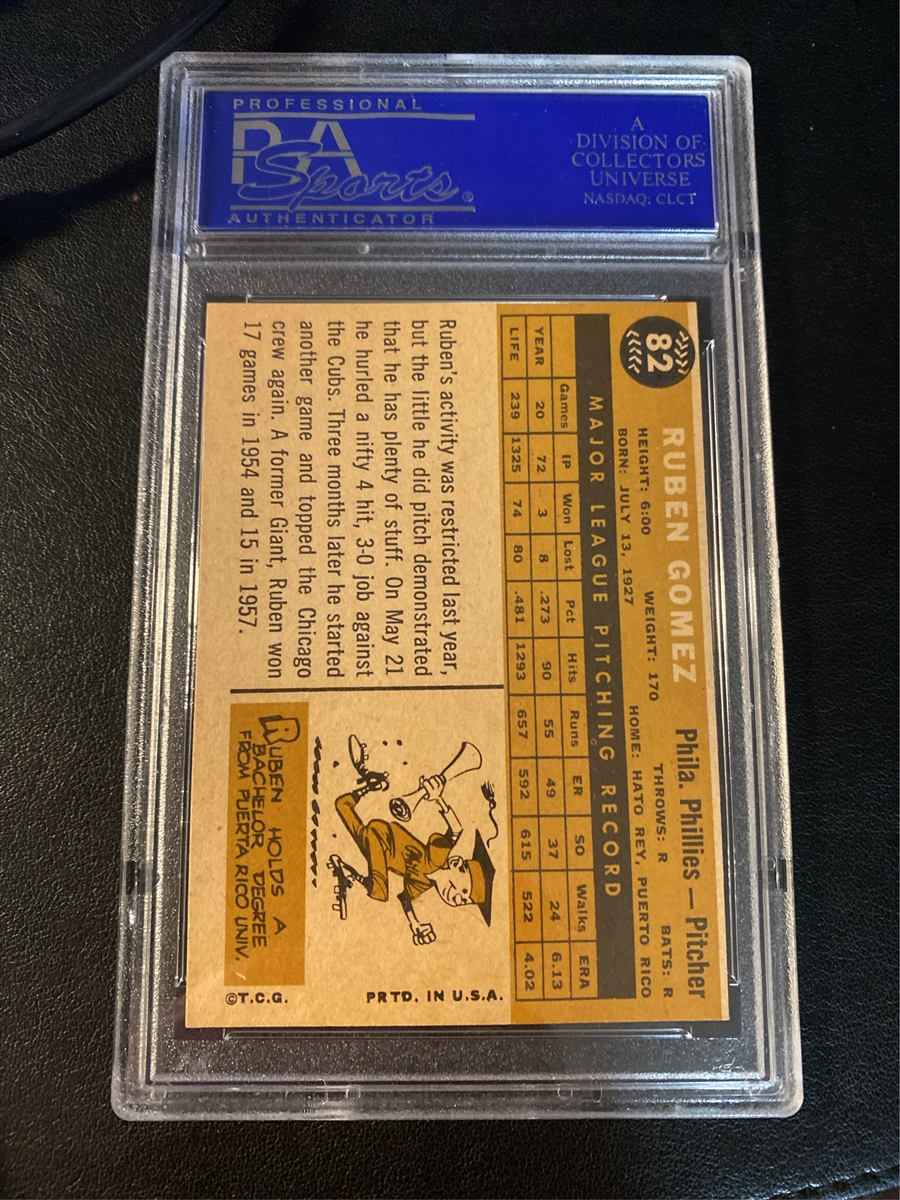 PROFESSIONAL
PSA
Sports®
AUTHENTICATOR
A
DIVISION OF
COLLECTORS
UNIVERSE
NASDAQ: CLCT
82
RUBEN GOMEZ Phila. Phillies — Pitcher
HEIGHT: 6:00 WEIGHT: 170 THROWS: R BATS: R
BORN: JULY 13, 1927 HOME: HATO REY, PUERTO RICO
MAJOR LEAGUE PITCHING RECORD
Games IP Won Lost Pct Hits Runs ER SO Walks ERA
YEAR 20 72 3 8 .273 90 55 49 37 24 6.13
LIFE 239 1325 74 80 .481 1293 657 592 615 522 4.02
Ruben's activity was restricted last year,
but the little he did pitch demonstrated
that he has plenty of stuff. On May 21
he hurled a nifty 4 hit, 3-0 job against
the Cubs. Three months later he started
another game and topped the Chicago
crew again. A former Giant, Ruben won
17 games in 1954 and 15 in 1957.
RUBEN HOLDS A
BACHELOR DEGREE
FROM PUERTA RICO UNIV.
©T.C.G. PRTD. IN U.S.A.